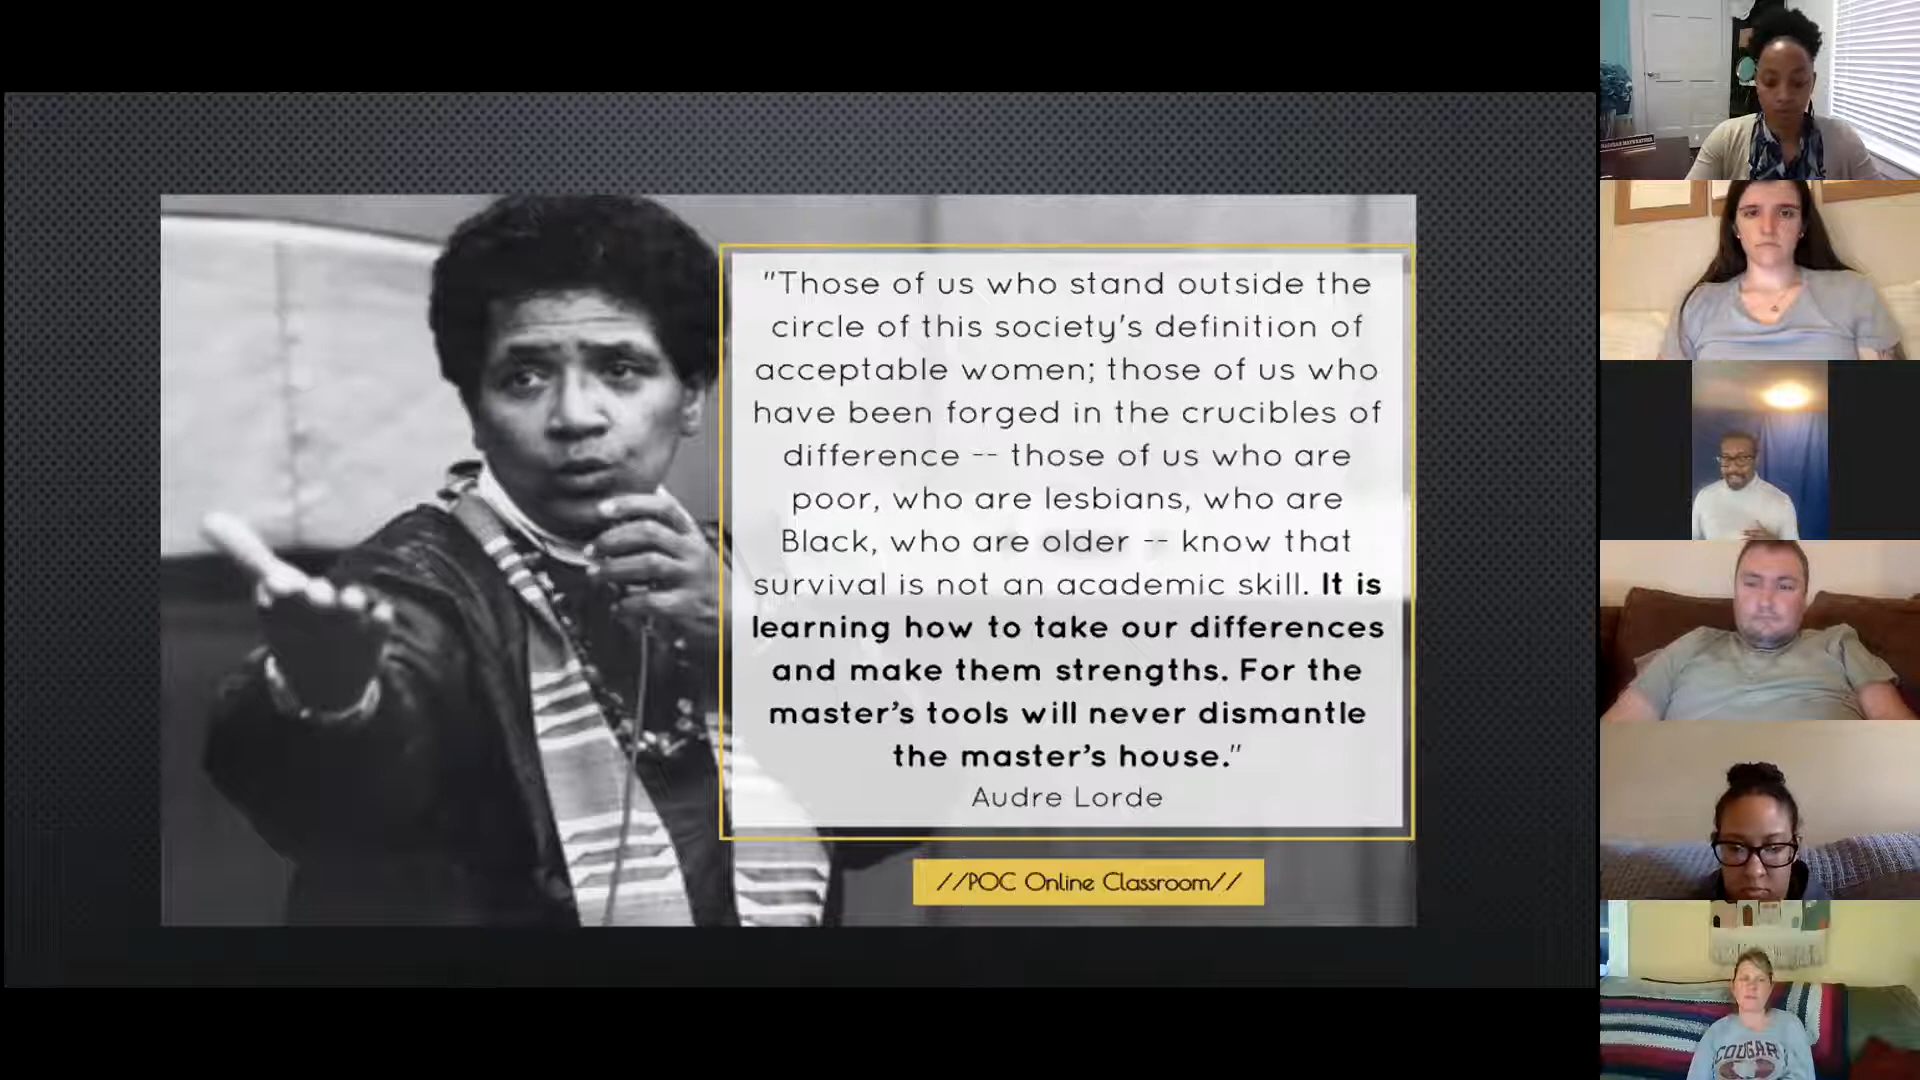 "Those of us who stand outside the
circle of this society's definition of
acceptable women; those of us who
have been forged in the crucibles of
difference -- those of us who are
poor, who are lesbians, who are
Black, who are older -- know that
survival is not an academic skill. It is
learning how to take our differences
and make them strengths. For the
master’s tools will never dismantle
the master’s house."
Audre Lorde
//POC Online Classroom//
COUGAR